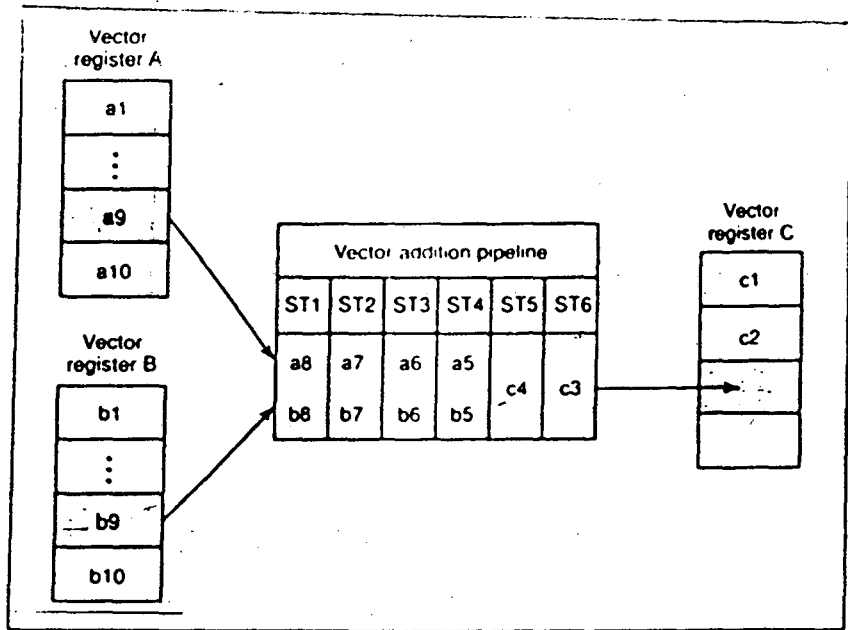 Vector
register A
a1
⋮
a9
a10
Vector
register B
b1
⋮
b9
b10
Vector addition pipeline
ST1 ST2 ST3 ST4 ST5 ST6
a8 a7 a6 a5
c4 c3
b8 b7 b6 b5
Vector
register C
c1
c2